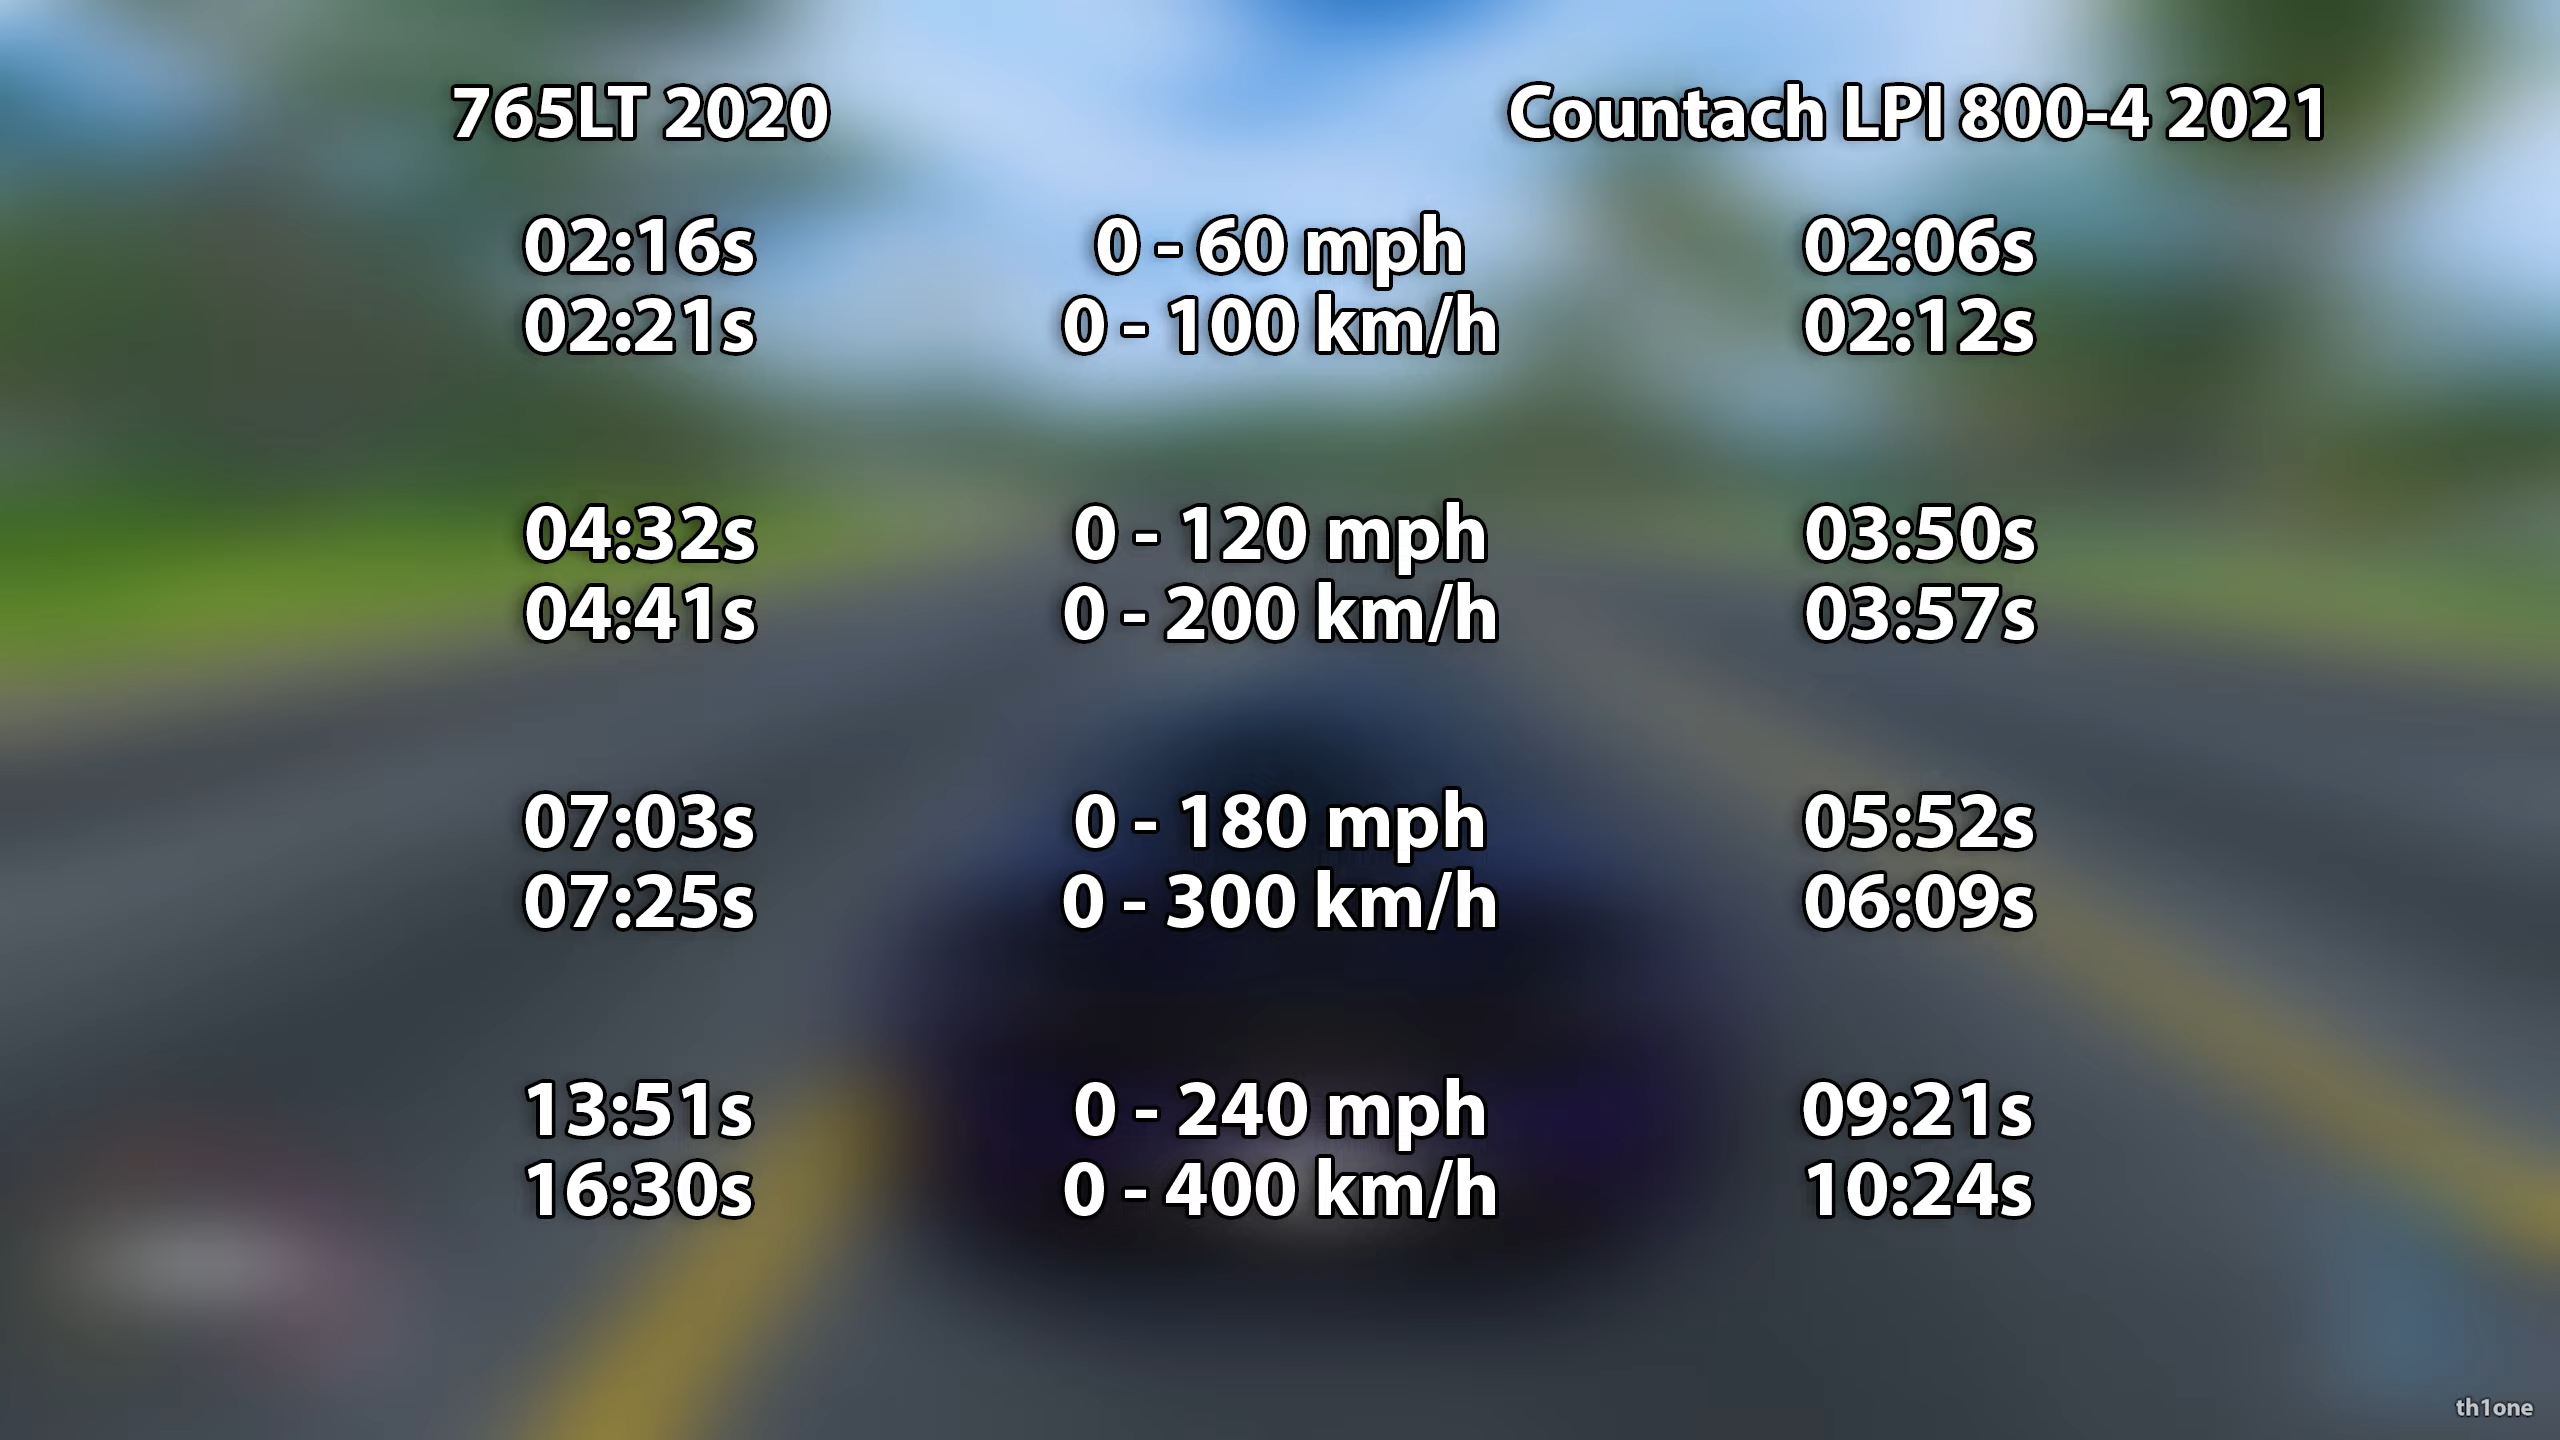 765LT 2020 Countach LPI 800-4 2021
02:16s 0 - 60 mph 02:06s
02:21s 0 - 100 km/h 02:12s
04:32s 0 - 120 mph 03:50s
04:41s 0 - 200 km/h 03:57s
07:03s 0 - 180 mph 05:52s
07:25s 0 - 300 km/h 06:09s
13:51s 0 - 240 mph 09:21s
16:30s 0 - 400 km/h 10:24s
th1one